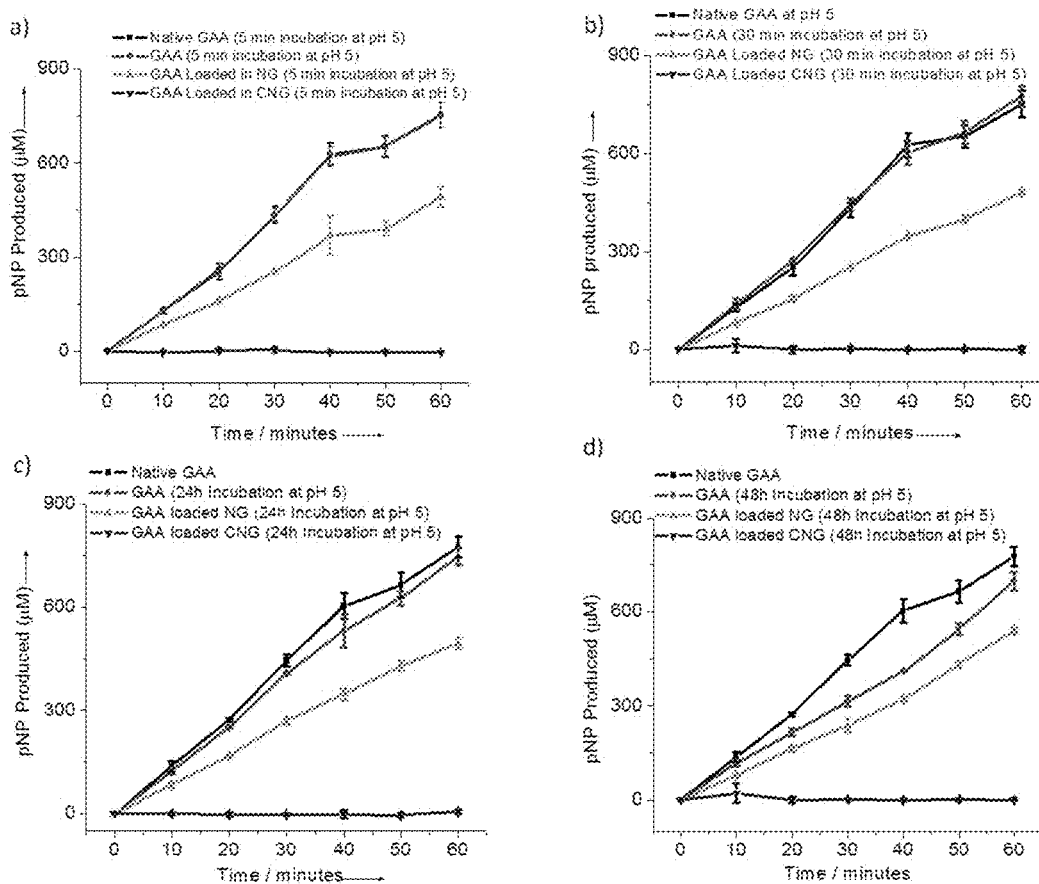 a)
Native GAA (5 min incubation at pH 5)
GAA (5 min incubation at pH 5)
GAA Loaded in NG (5 min incubation at pH 5)
GAA Loaded in CNG (5 min incubation at pH 5)
900
600
300
0
pNP Produced (µM)
0 10 20 30 40 50 60
Time / minutes
b)
Native GAA at pH 5
GAA (30 min incubation at pH 5)
GAA Loaded NG (30 min incubation at pH 5)
GAA Loaded CNG (30 min incubation at pH 5)
900
600
300
0
pNP produced (µM)
0 10 20 30 40 50 60
Time / minutes
c)
Native GAA
GAA (24h Incubation at pH 5)
GAA loaded NG (24h Incubation at pH 5)
GAA loaded CNG (24h Incubation at pH 5)
900
600
300
0
pNP Produced (µM)
0 10 20 30 40 50 60
Time / minutes
d)
Native GAA
GAA (48h Incubation at pH 5)
GAA loaded NG (48h Incubation at pH 5)
GAA loaded CNG (48h Incubation at pH 5)
900
600
300
0
pNP Produced (µM)
0 10 20 30 40 50 60
Time / minutes